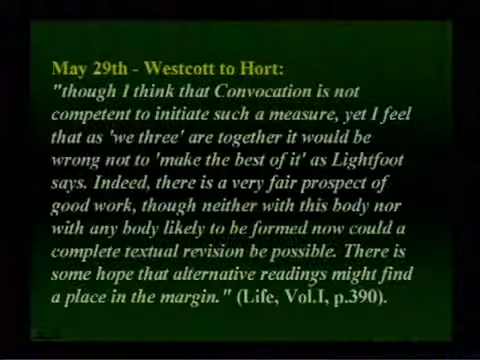 May 29th - Westcott to Hort:
"though I think that Convocation is not
competent to initiate such a measure, yet I feel
that as 'we three' are together it would be
wrong not to 'make the best of it' as Lightfoot
says. Indeed, there is a very fair prospect of
good work, though neither with this body nor
with any body likely to be formed now could a
complete textual revision be possible. There is
some hope that alternative readings might find
a place in the margin." (Life, Vol.I, p.390).